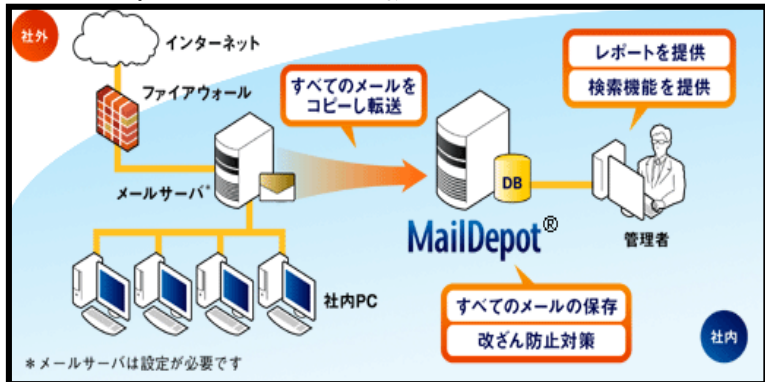 社外
インターネット
ファイアウォール
すべてのメールを
コピーし転送
レポートを提供
検索機能を提供
メールサーバ*
DB
MailDepot®
管理者
社内PC
すべてのメールの保存
改ざん防止対策
社内
*メールサーバは設定が必要です